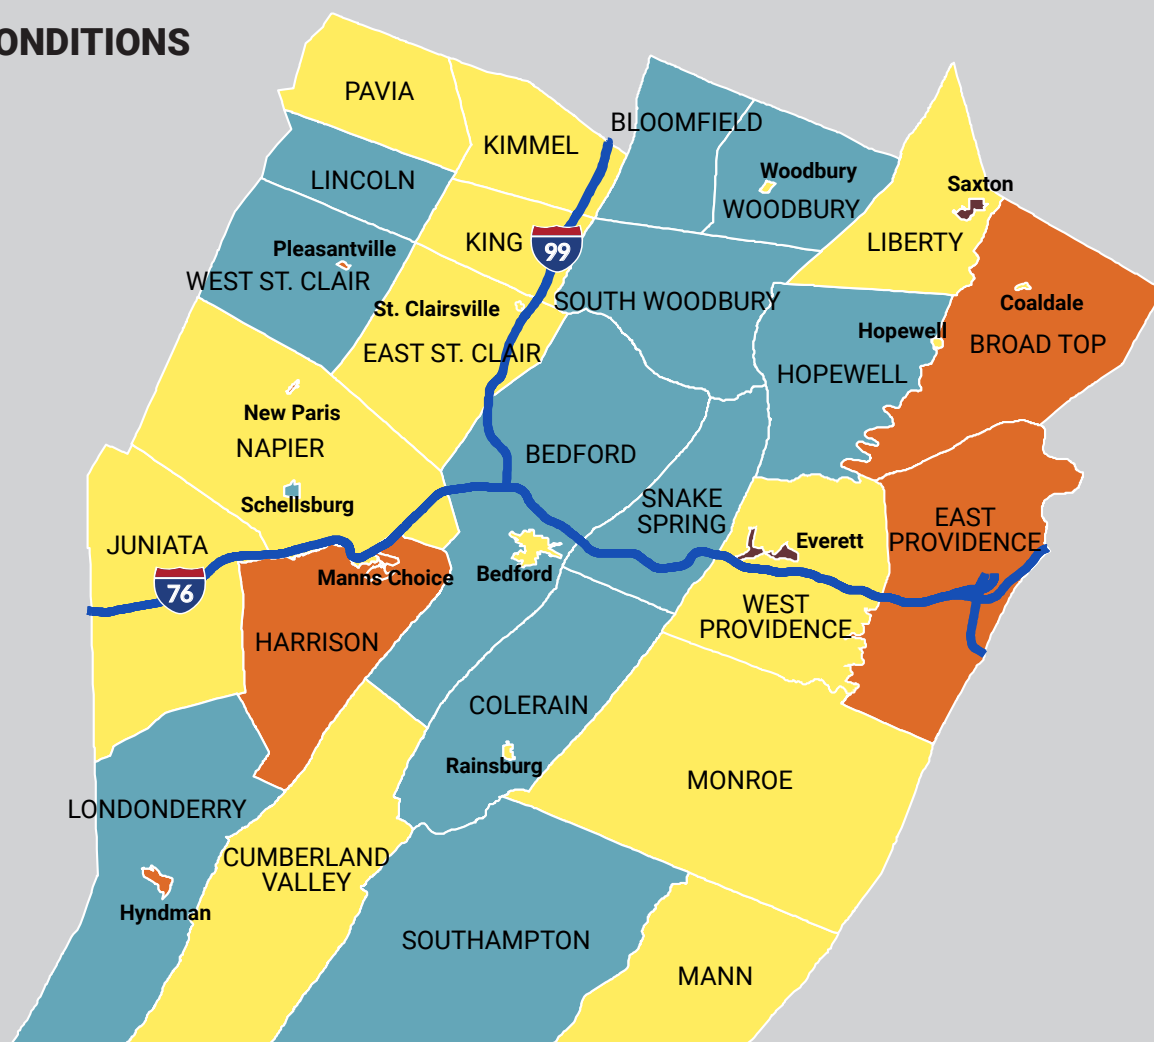 ONDITIONS
PAVIA
BLOOMFIELD
KIMMEL
Woodbury
LINCOLN
Saxton
WOODBURY
KING
LIBERTY
Pleasantville
99
WEST ST. CLAIR
SOUTH WOODBURY
Coaldale
St. Clairsville
Hopewell
BROAD TOP
EAST ST. CLAIR
HOPEWELL
New Paris
NAPIER
BEDFORD
SNAKE
SPRING
Schellsburg
EAST
PROVIDENCE
Everett
JUNIATA
Manns Choice
Bedford
76
WEST
PROVIDENCE
HARRISON
COLERAIN
Rainsburg
MONROE
LONDONDERRY
CUMBERLAND
VALLEY
Hyndman
SOUTHAMPTON
MANN